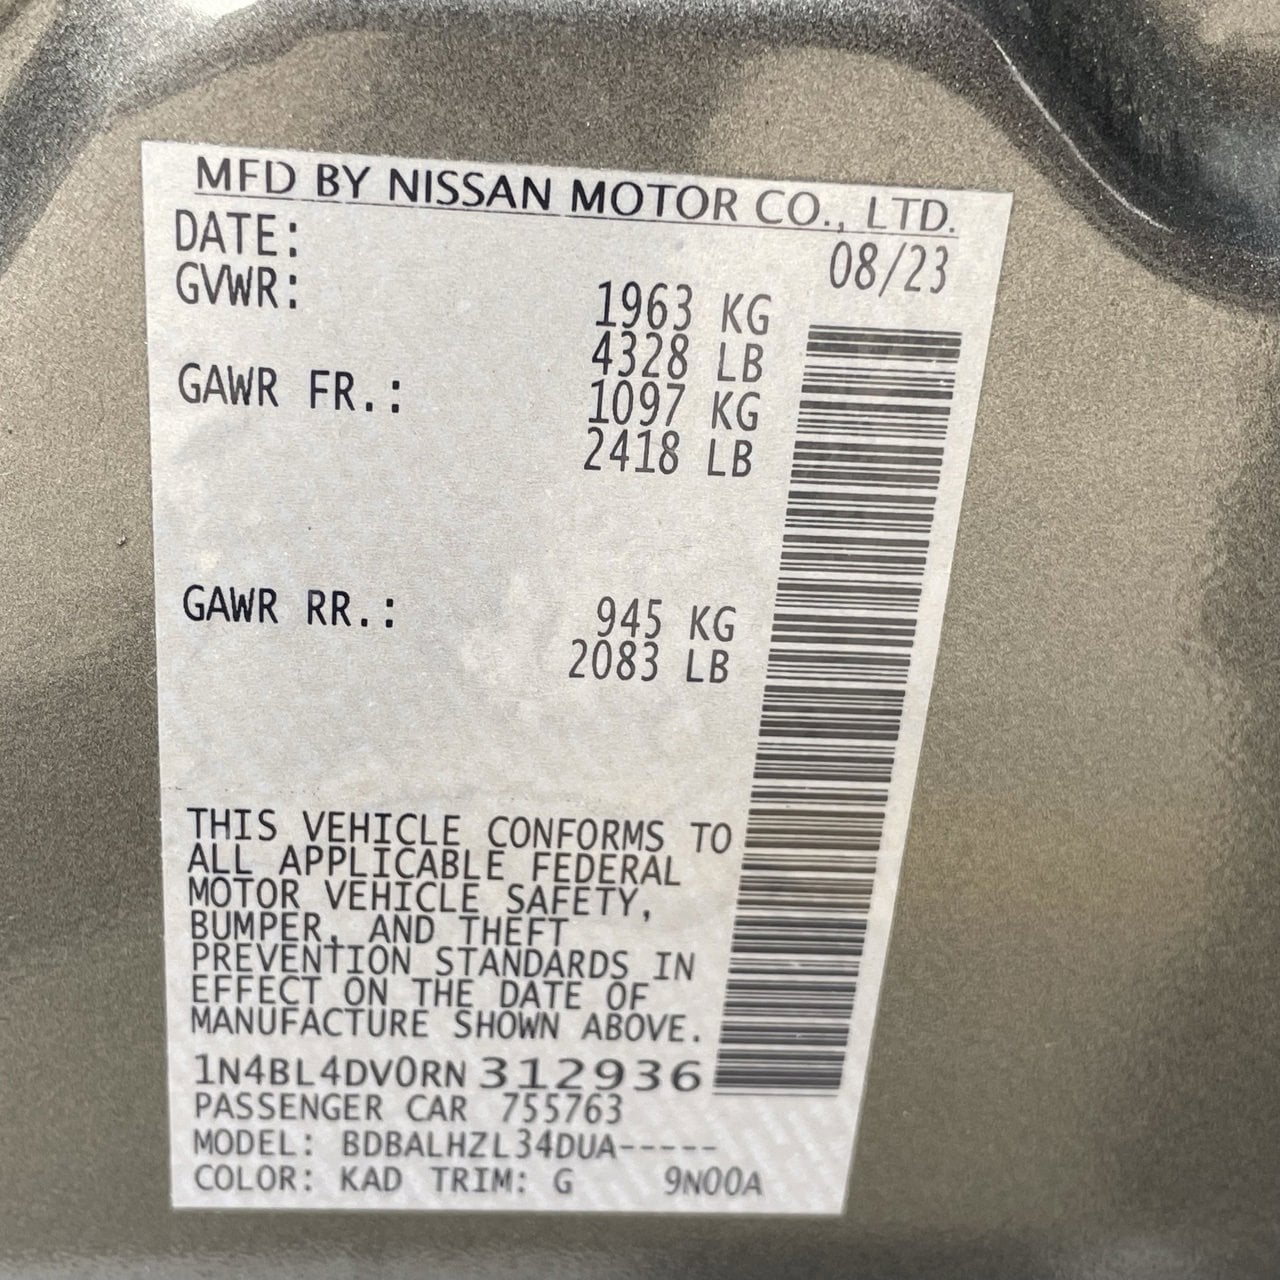 MFD BY NISSAN MOTOR CO., LTD.
DATE: 08/23
GVWR: 1963 KG
4328 LB
GAWR FR.: 1097 KG
2418 LB
GAWR RR.: 945 KG
2083 LB
THIS VEHICLE CONFORMS TO
ALL APPLICABLE FEDERAL
MOTOR VEHICLE SAFETY,
BUMPER, AND THEFT
PREVENTION STANDARDS IN
EFFECT ON THE DATE OF
MANUFACTURE SHOWN ABOVE.
1N4BL4DV0RN312936
PASSENGER CAR 755763
MODEL: BDBALHZL34DUA-----
COLOR: KAD TRIM: G 9N00A